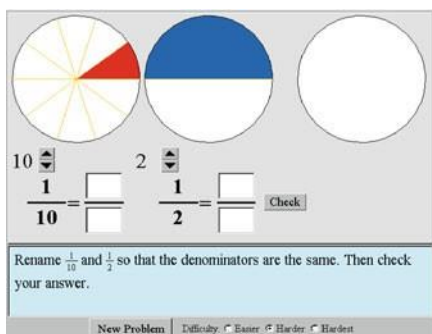 10 2
1/10 = 1/2 = Check
Rename 1/10 and 1/2 so that the denominators are the same. Then check
your answer.
New Problem Difficulty: Easier Harder Hardest